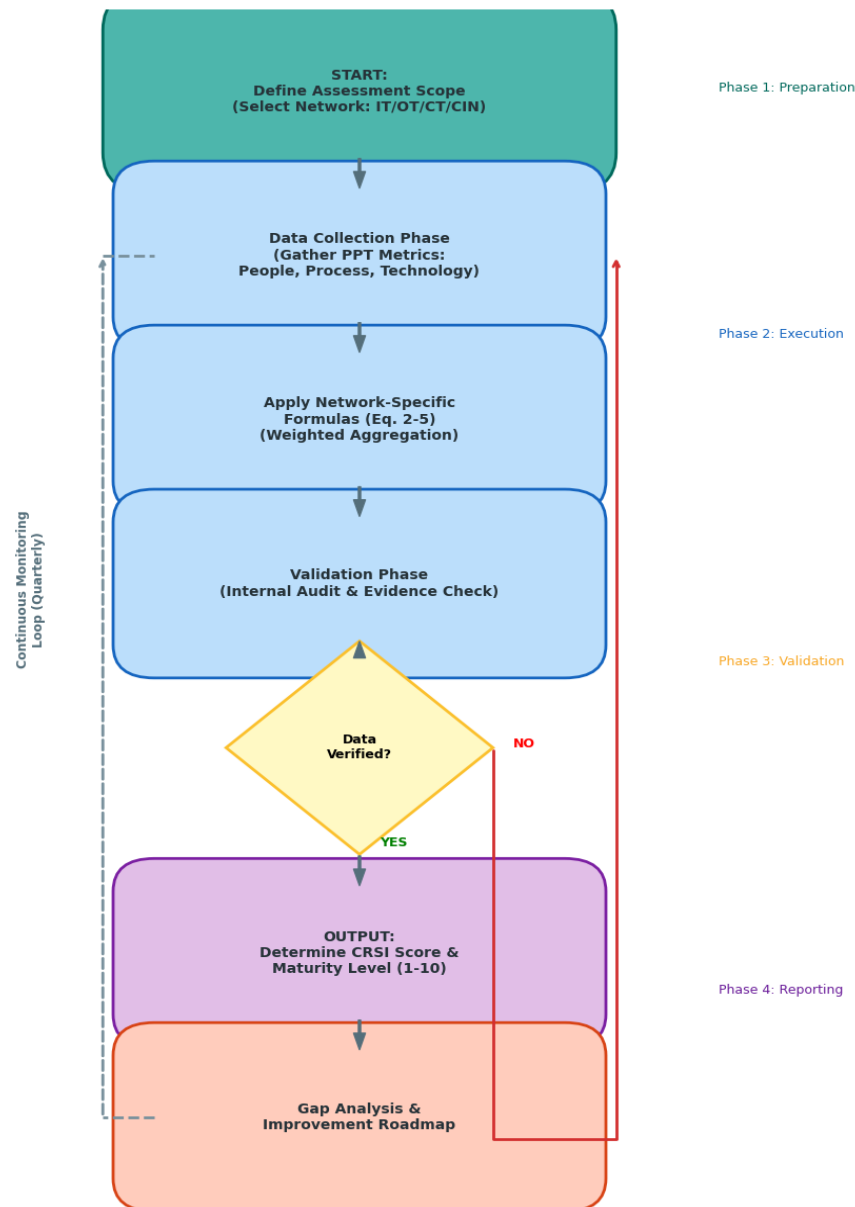 START:
Define Assessment Scope
(Select Network: IT/OT/CT/CIN)
Phase 1: Preparation
Data Collection Phase
(Gather PPT Metrics:
People, Process, Technology)
Phase 2: Execution
Apply Network-Specific
Formulas (Eq. 2-5)
(Weighted Aggregation)
Continuous Monitoring
Loop (Quarterly)
Validation Phase
(Internal Audit & Evidence Check)
Phase 3: Validation
Data
Verified?
NO
YES
OUTPUT:
Determine CRSI Score &
Maturity Level (1-10)
Phase 4: Reporting
Gap Analysis &
Improvement Roadmap